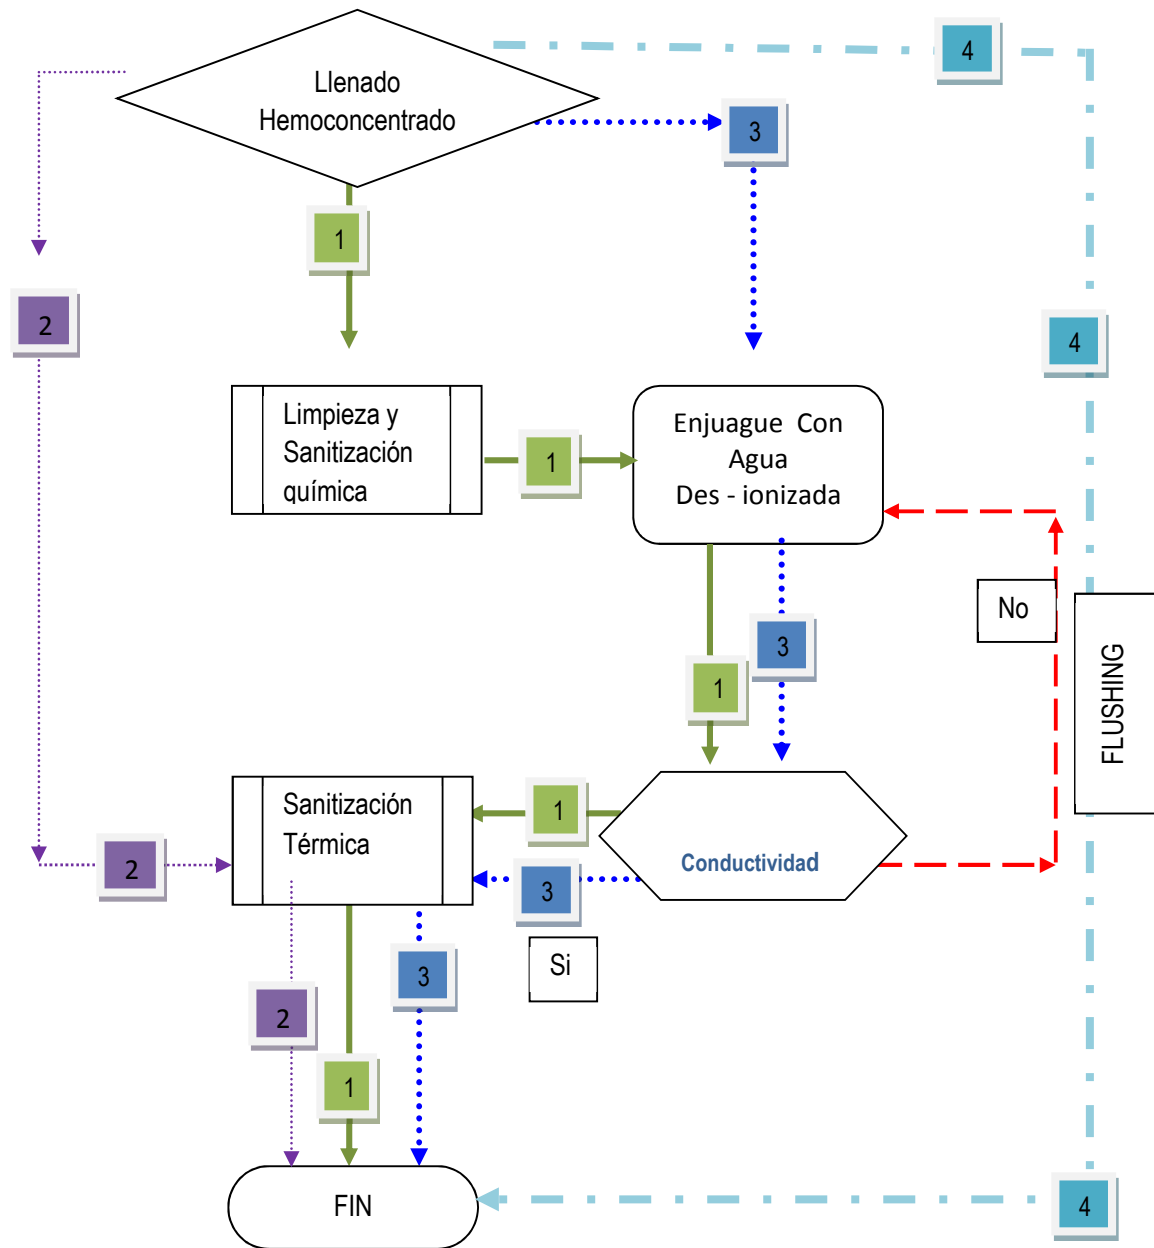 4
Llenado
Hemoconcentrado
3
1
2
4
Limpieza y
Sanitización
química
1
Enjuague Con
Agua
Des - ionizada
No
3
1
FLUSHING
Sanitización
Térmica
1
Conductividad
2
3
Si
3
2
1
FIN
4